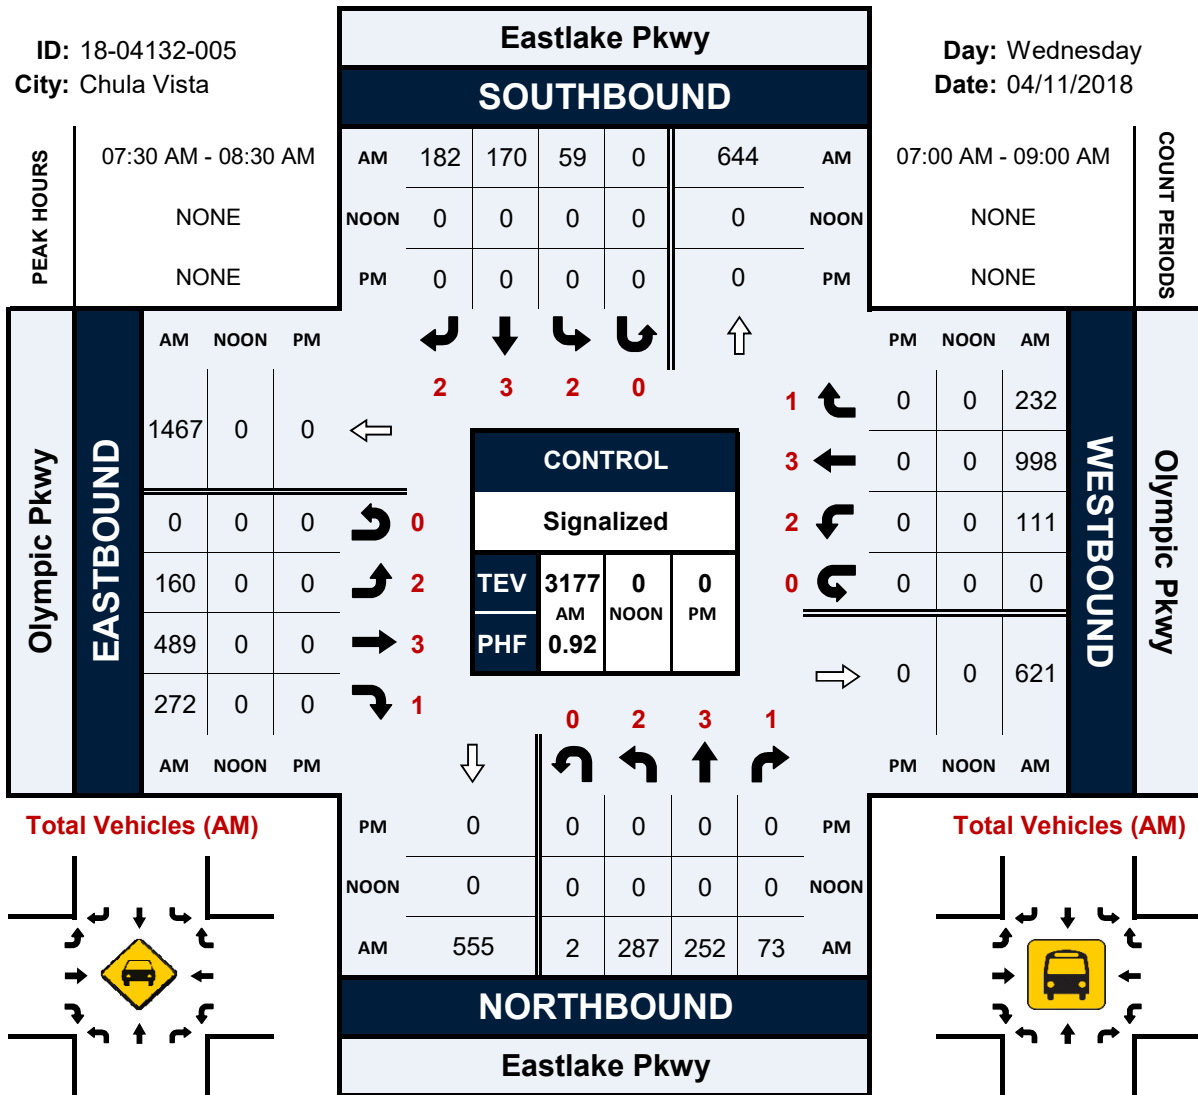 Eastlake Pkwy
ID: 18-04132-005
Day: Wednesday
City: Chula Vista
Date: 04/11/2018
SOUTHBOUND
PEAK HOURS
07:30 AM - 08:30 AM
AM 182 170 59 0 644 AM
07:00 AM - 09:00 AM
COUNT PERIODS
NONE
NOON 0 0 0 0 0 NOON
NONE
NONE
PM 0 0 0 0 0 PM
NONE
AM NOON PM
PM NOON AM
2 3 2 0
Olympic Pkwy
EASTBOUND
1467 0 0
0 0 0 0
160 0 0 2
489 0 0 3
272 0 0 1
AM NOON PM
CONTROL
Signalized
TEV 3177 0 0
AM NOON PM
PHF 0.92
1 0 0 232
3 0 0 998
2 0 0 111
0 0 0 0
0 0 621
PM NOON AM
WESTBOUND
Olympic Pkwy
0 2 3 1
Total Vehicles (AM)
PM 0 0 0 0 0 PM
NOON 0 0 0 0 0 NOON
AM 555 2 287 252 73 AM
Total Vehicles (AM)
NORTHBOUND
Eastlake Pkwy